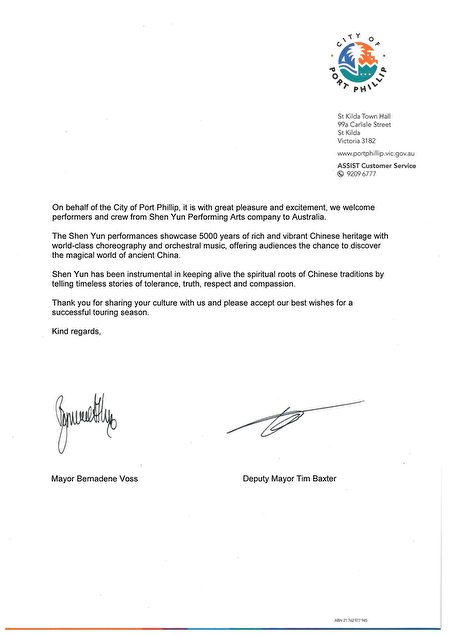 CITY OF
PORT PHILLIP
St Kilda Town Hall
99a Carlisle Street
St Kilda
Victoria 3182
www.portphillip.vic.gov.au
ASSIST Customer Service
9209 6777
On behalf of the City of Port Phillip, it is with great pleasure and excitement, we welcome
performers and crew from Shen Yun Performing Arts company to Australia.
The Shen Yun performances showcase 5000 years of rich and vibrant Chinese heritage with
world-class choreography and orchestral music, offering audiences the chance to discover
the magical world of ancient China.
Shen Yun has been instrumental in keeping alive the spiritual roots of Chinese traditions by
telling timeless stories of tolerance, truth, respect and compassion.
Thank you for sharing your culture with us and please accept our best wishes for a
successful touring season.
Kind regards,
Mayor Bernadene Voss
Deputy Mayor Tim Baxter
ABN 21 762 977 945